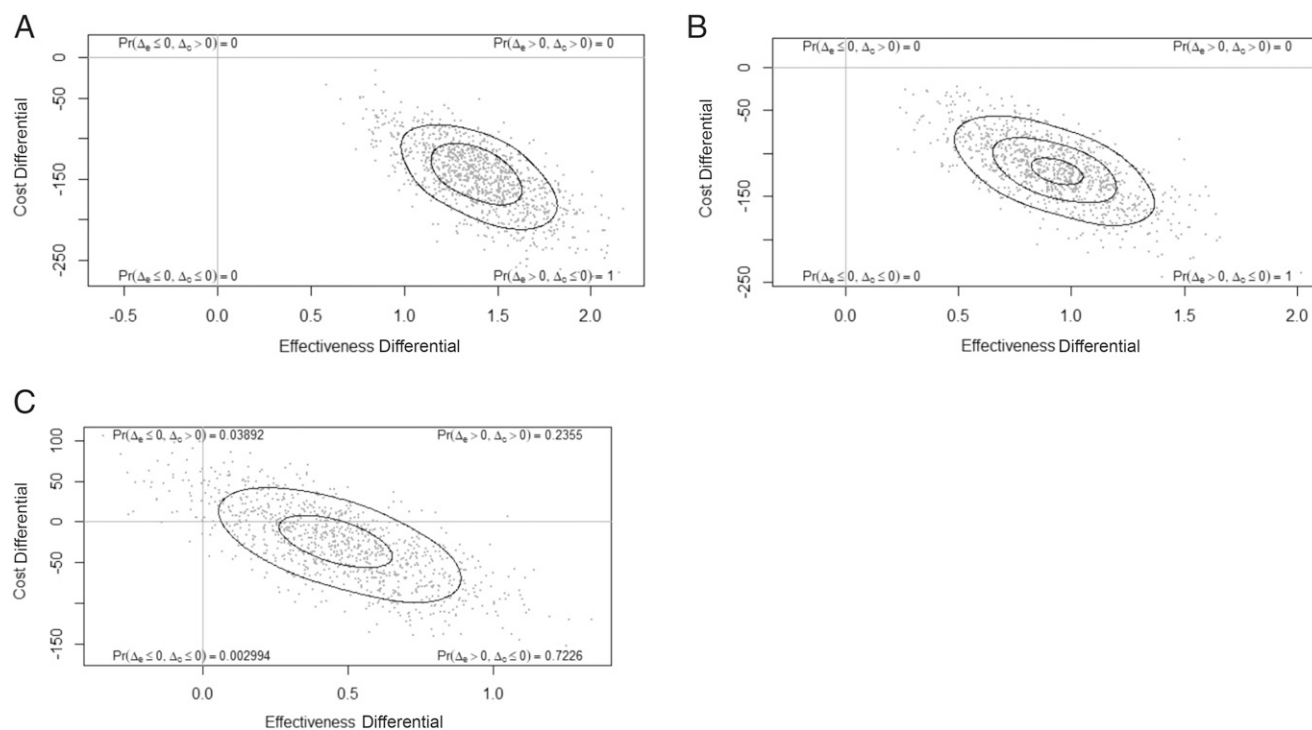 A
Pr(Δe ≤ 0, Δc > 0) = 0
Pr(Δe > 0, Δc > 0) = 0
0
-50
-150
-250
Cost Differential
Pr(Δe ≤ 0, Δc ≤ 0) = 0
Pr(Δe > 0, Δc ≤ 0) = 1
-0.5 0.0 0.5 1.0 1.5 2.0
Effectiveness Differential
B
Pr(Δe ≤ 0, Δc > 0) = 0
Pr(Δe > 0, Δc > 0) = 0
0
-50
-150
-250
Cost Differential
Pr(Δe ≤ 0, Δc ≤ 0) = 0
Pr(Δe > 0, Δc ≤ 0) = 1
0.0 0.5 1.0 1.5 2.0
Effectiveness Differential
C
Pr(Δe ≤ 0, Δc > 0) = 0.03892
Pr(Δe > 0, Δc > 0) = 0.2355
100
50
0
-50
-150
Cost Differential
Pr(Δe ≤ 0, Δc ≤ 0) = 0.002994
Pr(Δe > 0, Δc ≤ 0) = 0.7226
0.0 0.5 1.0
Effectiveness Differential